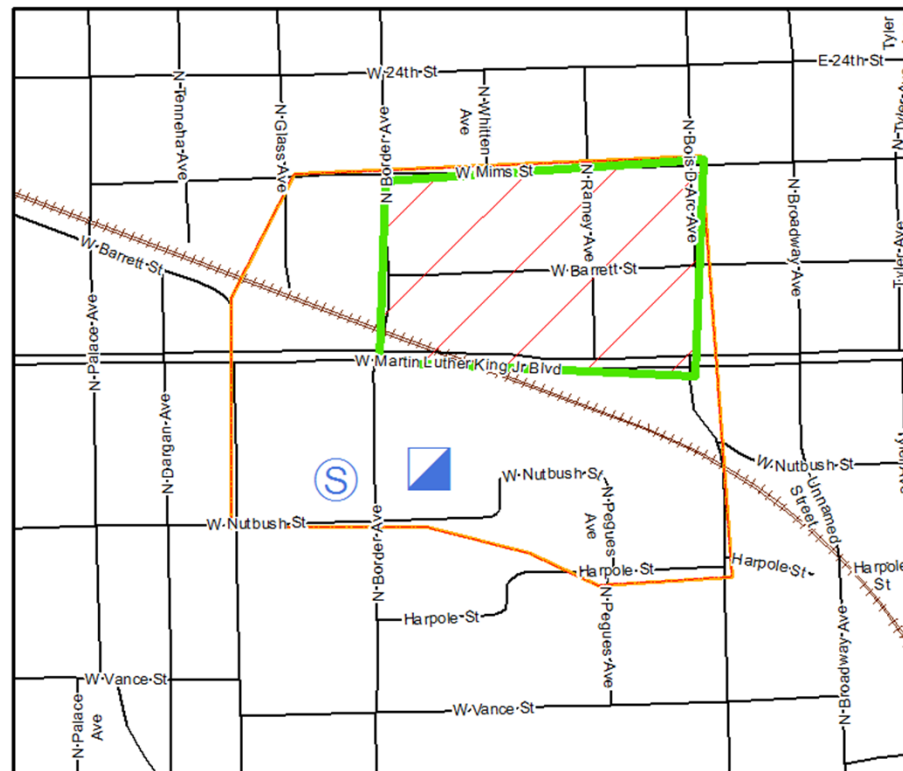 Tyler
W 24th St
E 24th St
N Tenneha Ave
N Glass Ave
N Border Ave
N Whitten
Ave
N Bois D Arc Ave
N Tyler Ave
W Mims St
N Ramey Ave
N Broadway Ave
W Barrett St
W Barrett St
Tyler Ave
N Palace Ave
W Martin Luther King Jr Blvd
N Dargan Ave
S
W Nutbush St
W Nutbush St
Unnamed
Street
W Nutbush St
N Border Ave
N Pegues
Ave
Harpole St
Harpole St
Harpole
St
Harpole St
N Pegues Ave
N Broadway Ave
W Vance St
W Vance St
N Palace
Ave